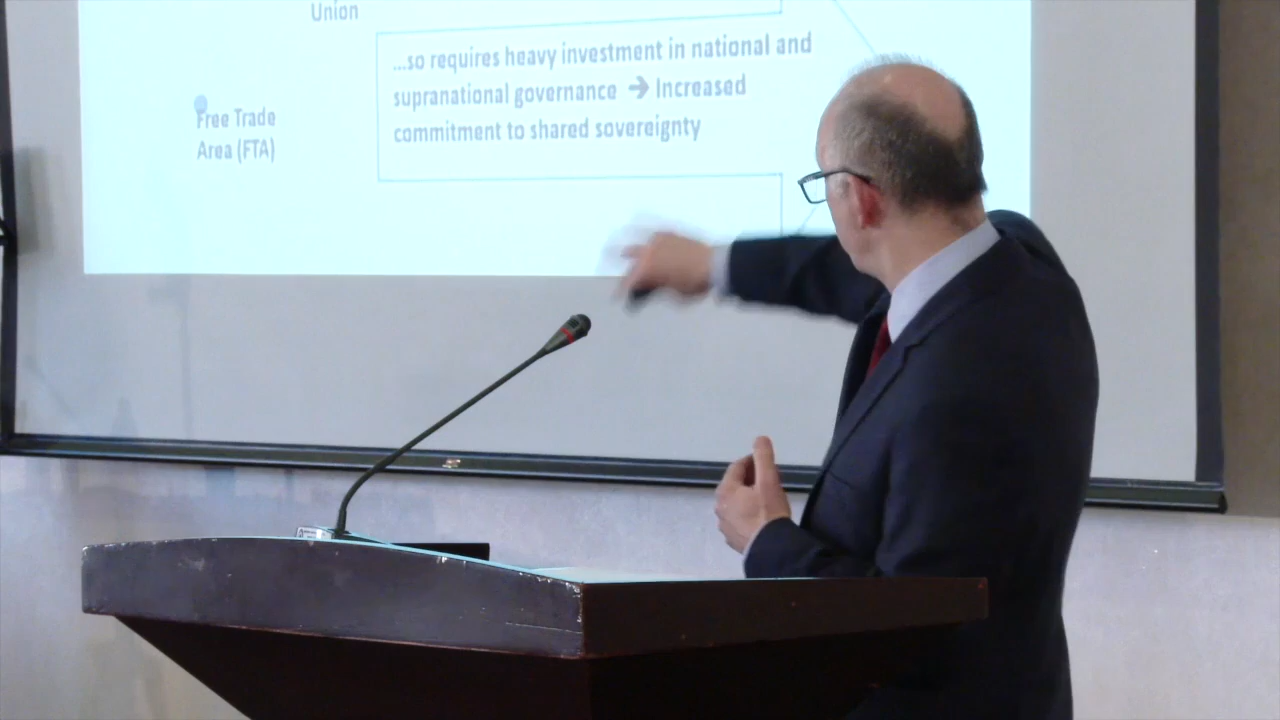 Union
...so requires heavy investment in national and
supranational governance ➔ Increased
commitment to shared sovereignty
Free Trade
Area (FTA)